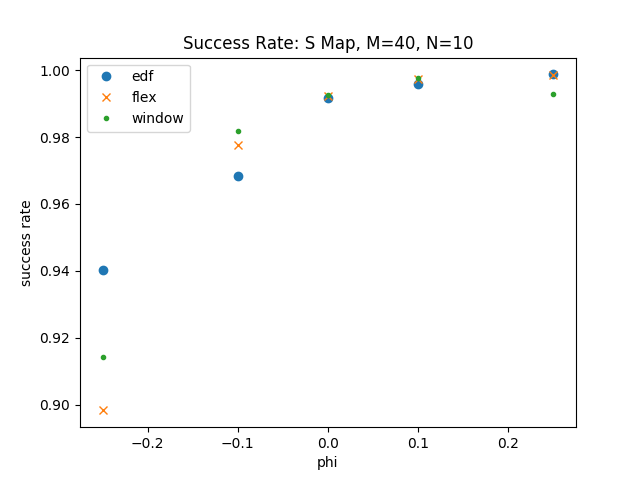 Success Rate: S Map, M=40, N=10
edf
flex
window
1.00
0.98
0.96
0.94
0.92
0.90
success rate
−0.2
−0.1
0.0
0.1
0.2
phi